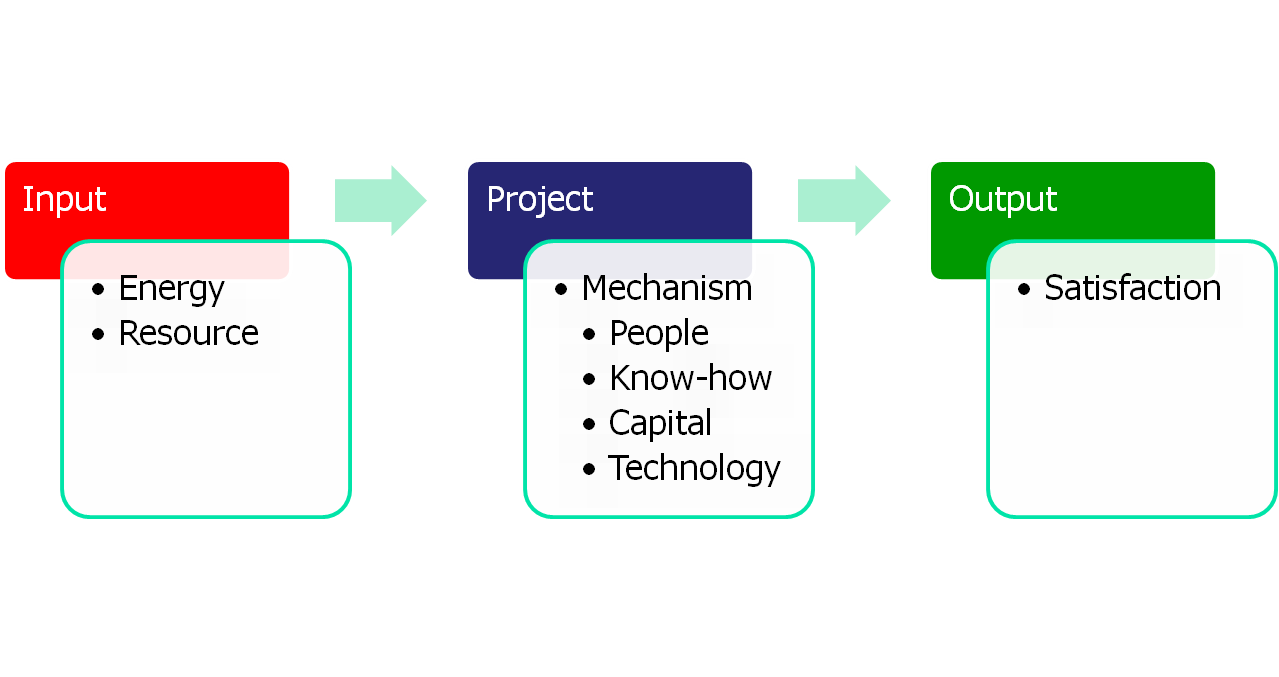 Input
• Energy
• Resource
Project
• Mechanism
• People
• Know-how
• Capital
• Technology
Output
• Satisfaction